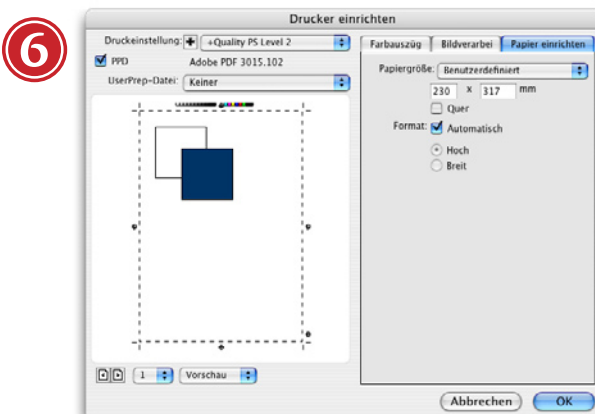 6
Drucker einrichten
Druckeinstellung: +Quality PS Level 2
PPD Adobe PDF 3015.102
UserPrep-Datei: Keiner
1 Vorschau
Farbauszüg Bildverarbei Papier einrichten
Papiergröße: Benutzerdefiniert
230 x 317 mm
Quer
Format: Automatisch
Hoch
Breit
Abbrechen OK